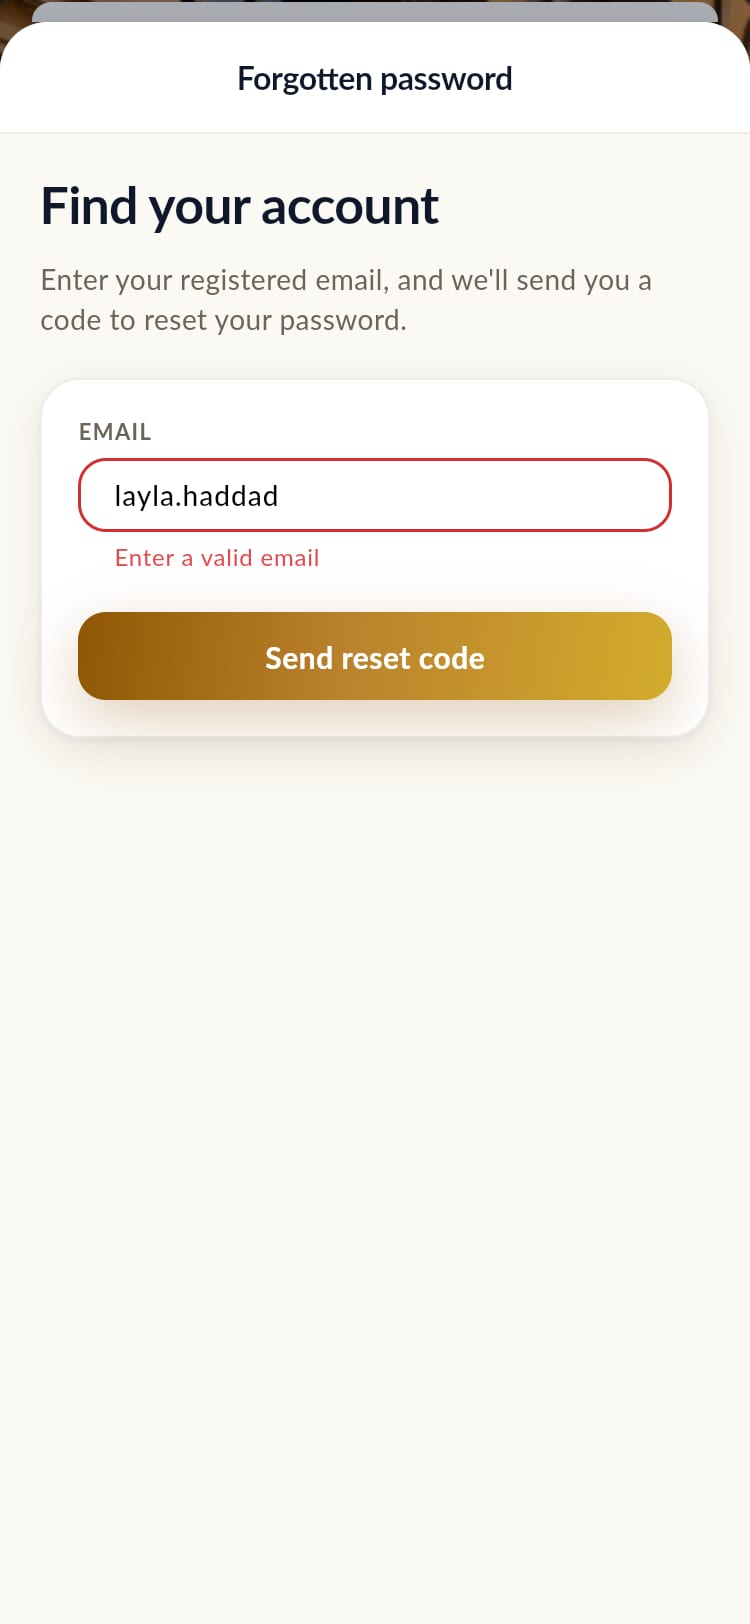 Forgotten password
Find your account
Enter your registered email, and we'll send you a
code to reset your password.
EMAIL
layla.haddad
Enter a valid email
Send reset code